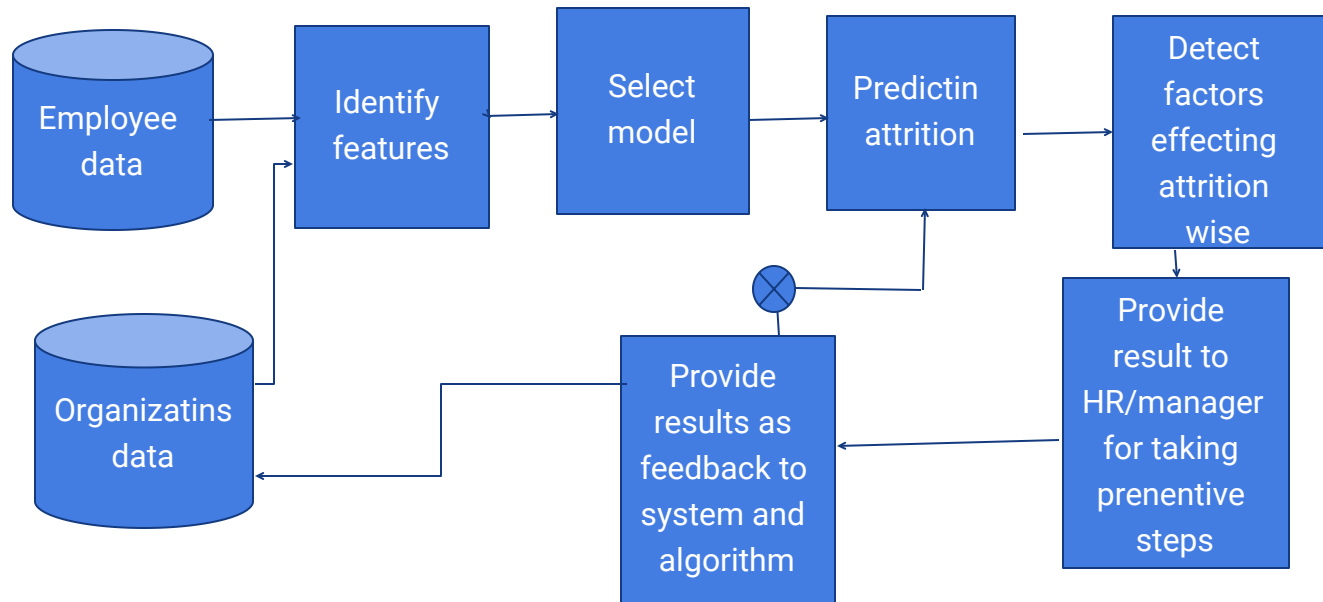 Employee
data
Identify
features
Select
model
Predictin
attrition
Detect
factors
effecting
attrition
wise
Organizatins
data
Provide
results as
feedback to
system and
algorithm
Provide
result to
HR/manager
for taking
prenentive
steps